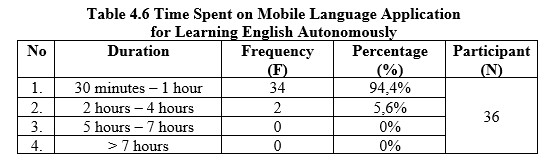 Table 4.6 Time Spent on Mobile Language Application
for Learning English Autonomously
No Duration Frequency (F) Percentage (%) Participant (N)
1. 30 minutes – 1 hour 34 94,4% 36
2. 2 hours – 4 hours 2 5,6%
3. 5 hours – 7 hours 0 0%
4. > 7 hours 0 0%